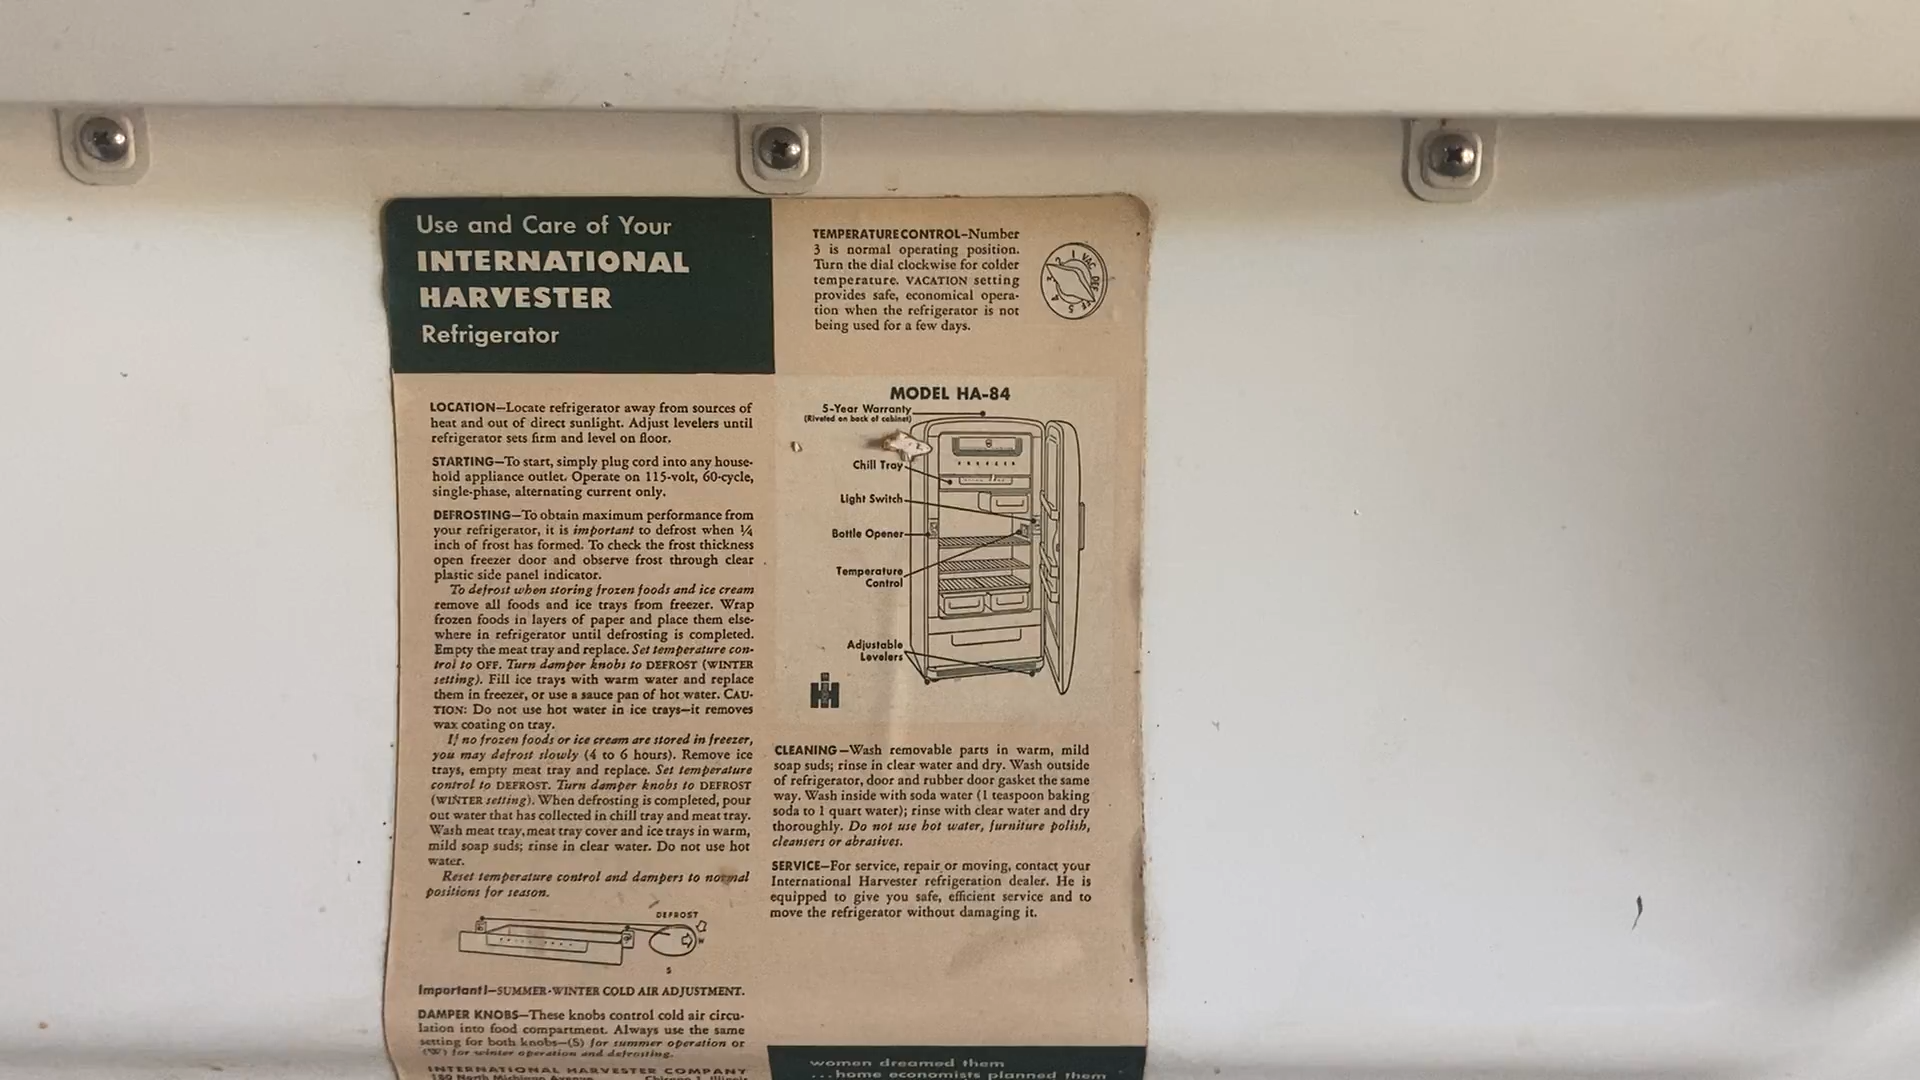 Use and Care of Your
INTERNATIONAL
HARVESTER
Refrigerator
LOCATION—Locate refrigerator away from sources of
heat and out of direct sunlight. Adjust levelers until
refrigerator sets firm and level on floor.
STARTING—To start, simply plug cord into any house-
hold appliance outlet. Operate on 115-volt, 60-cycle,
single-phase, alternating current only.
DEFROSTING—To obtain maximum performance from
your refrigerator, it is important to defrost when ¼
inch of frost has formed. To check the frost thickness
open freezer door and observe frost through clear
plastic side panel indicator.
To defrost when storing frozen foods and ice cream
remove all foods and ice trays from freezer. Wrap
frozen foods in layers of paper and place them else-
where in refrigerator until defrosting is completed.
Empty the meat tray and replace. Set temperature con-
trol to OFF. Turn damper knobs to DEFROST (WINTER
setting). Fill ice trays with warm water and replace
them in freezer, or use a sauce pan of hot water. CAU-
TION: Do not use hot water in ice trays—it removes
wax coating on tray.
If no frozen foods or ice cream are stored in freezer,
you may defrost slowly (4 to 6 hours). Remove ice
trays, empty meat tray and replace. Set temperature
control to DEFROST. Turn damper knobs to DEFROST
(WINTER setting). When defrosting is completed, pour
out water that has collected in chill tray and meat tray.
Wash meat tray, meat tray cover and ice trays in warm,
mild soap suds; rinse in clear water. Do not use hot
water.
Reset temperature control and dampers to normal
positions for season.
DEFROST
W
S
Important!—SUMMER-WINTER COLD AIR ADJUSTMENT.
DAMPER KNOBS—These knobs control cold air circu-
lation into food compartment. Always use the same
setting for both knobs—(S) for summer operation or
(W) for winter operation and defrosting.
INTERNATIONAL HARVESTER COMPANY
180 North Michigan Avenue Chicago 1, Illinois
TEMPERATURE CONTROL—Number
3 is normal operating position.
Turn the dial clockwise for colder
temperature. VACATION setting
provides safe, economical opera-
tion when the refrigerator is not
being used for a few days.
1 VAC DEF 5 4 3 2
MODEL HA-84
5-Year Warranty
(Riveted on back of cabinet)
Chill Tray
Light Switch
Bottle Opener
Temperature
Control
Adjustable
Levelers
IH
CLEANING—Wash removable parts in warm, mild
soap suds; rinse in clear water and dry. Wash outside
of refrigerator, door and rubber door gasket the same
way. Wash inside with soda water (1 teaspoon baking
soda to 1 quart water); rinse with clear water and dry
thoroughly. Do not use hot water, furniture polish,
cleansers or abrasives.
SERVICE—For service, repair or moving, contact your
International Harvester refrigeration dealer. He is
equipped to give you safe, efficient service and to
move the refrigerator without damaging it.
women dreamed them
...home economists planned them